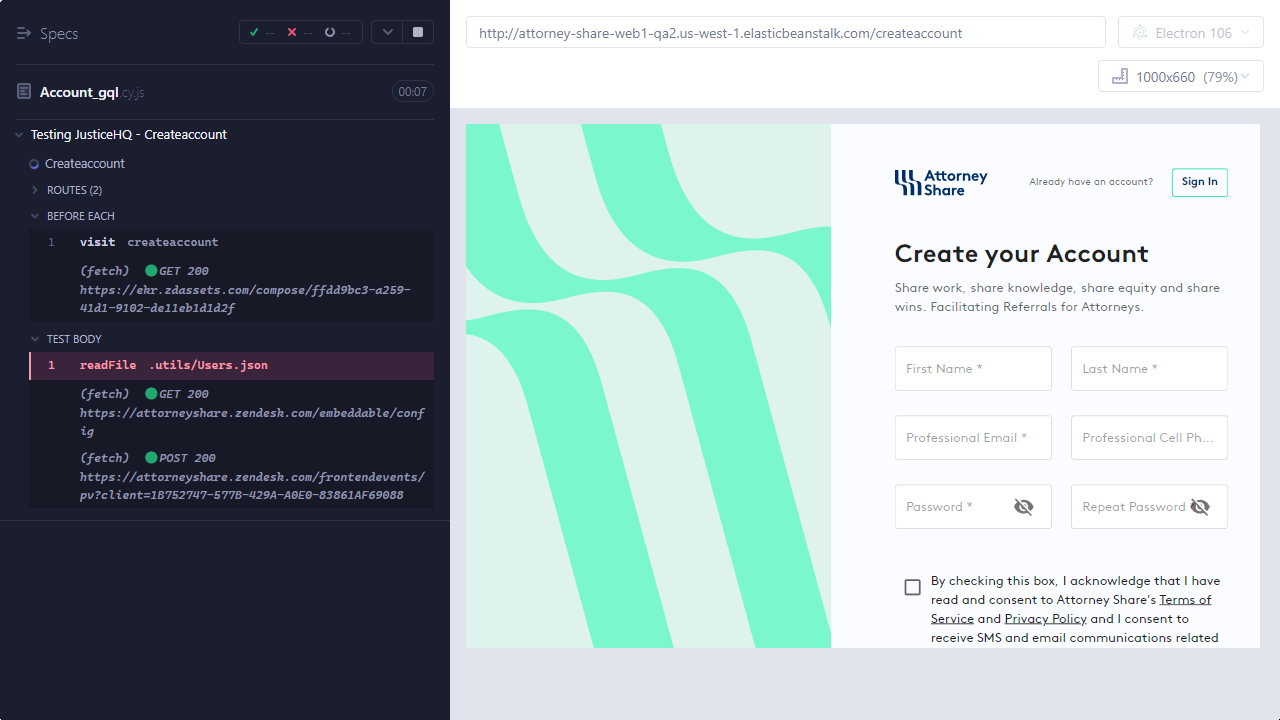 Specs
-- -- --
Account_gql.cy.js
00:07
Testing JusticeHQ - Createaccount
Createaccount
ROUTES (2)
BEFORE EACH
1 visit createaccount
(fetch) GET 200
https://ekr.zdassets.com/compose/ffdd9bc3-a259-
41d1-9102-de11eb1d1d2f
TEST BODY
1 readFile .utils/Users.json
(fetch) GET 200
https://attorneyshare.zendesk.com/embeddable/conf
ig
(fetch) POST 200
https://attorneyshare.zendesk.com/frontendevents/
pv?client=1B752747-577B-429A-A0E0-83861AF69088
http://attorney-share-web1-qa2.us-west-1.elasticbeanstalk.com/createaccount
Electron 106
1000x660 (79%)
Attorney
Share
Already have an account?
Sign In
Create your Account
Share work, share knowledge, share equity and share
wins. Facilitating Referrals for Attorneys.
First Name *
Last Name *
Professional Email *
Professional Cell Ph...
Password *
Repeat Password
By checking this box, I acknowledge that I have
read and consent to Attorney Share's Terms of
Service and Privacy Policy and I consent to
receive SMS and email communications related